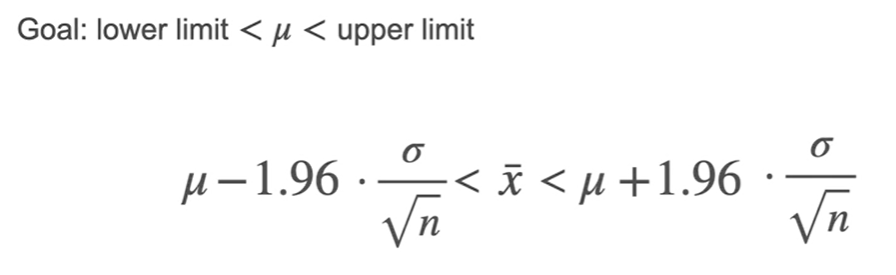 Goal: lower limit < μ < upper limit
μ − 1.96 · σ/√n < x̄ < μ + 1.96 · σ/√n